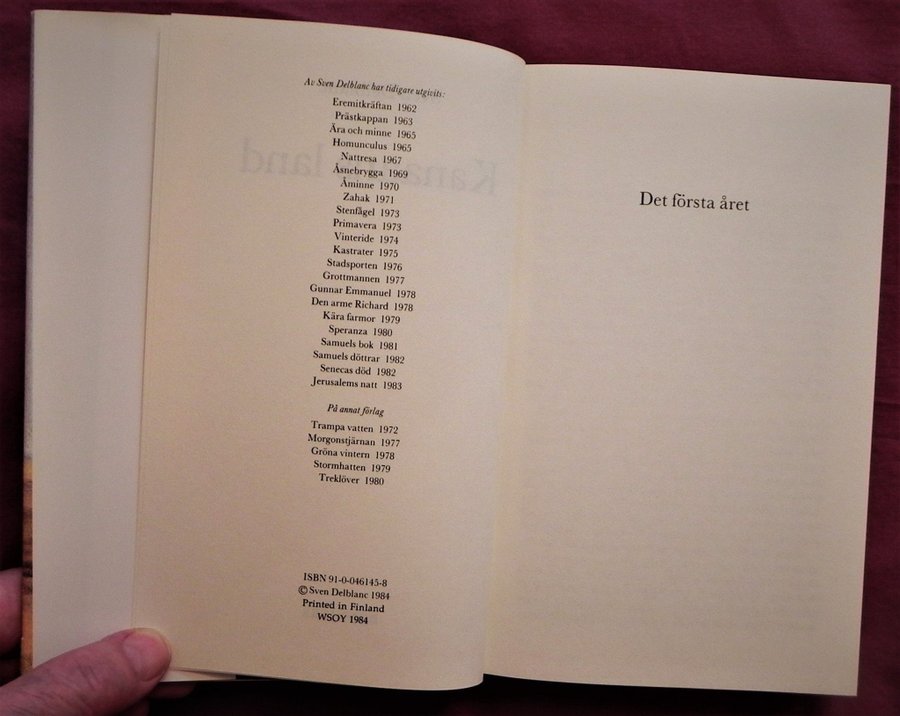 Av Sven Delblanc har tidigare utgivits:
Eremitkräftan 1962
Prästkappan 1963
Ära och minne 1965
Homunculus 1965
Nattresa 1967
Åsnebrygga 1969
Åminne 1970
Zahak 1971
Stenfågel 1973
Primavera 1973
Vinteride 1974
Kastrater 1975
Stadsporten 1976
Grottmannen 1977
Gunnar Emmanuel 1978
Den arme Richard 1978
Kära farmor 1979
Speranza 1980
Samuels bok 1981
Samuels döttrar 1982
Senecas död 1982
Jerusalems natt 1983
På annat förlag
Trampa vatten 1972
Morgonstjärnan 1977
Gröna vintern 1978
Stormhatten 1979
Treklöver 1980
ISBN 91-0-046145-8
© Sven Delblanc 1984
Printed in Finland
WSOY 1984
Det första året